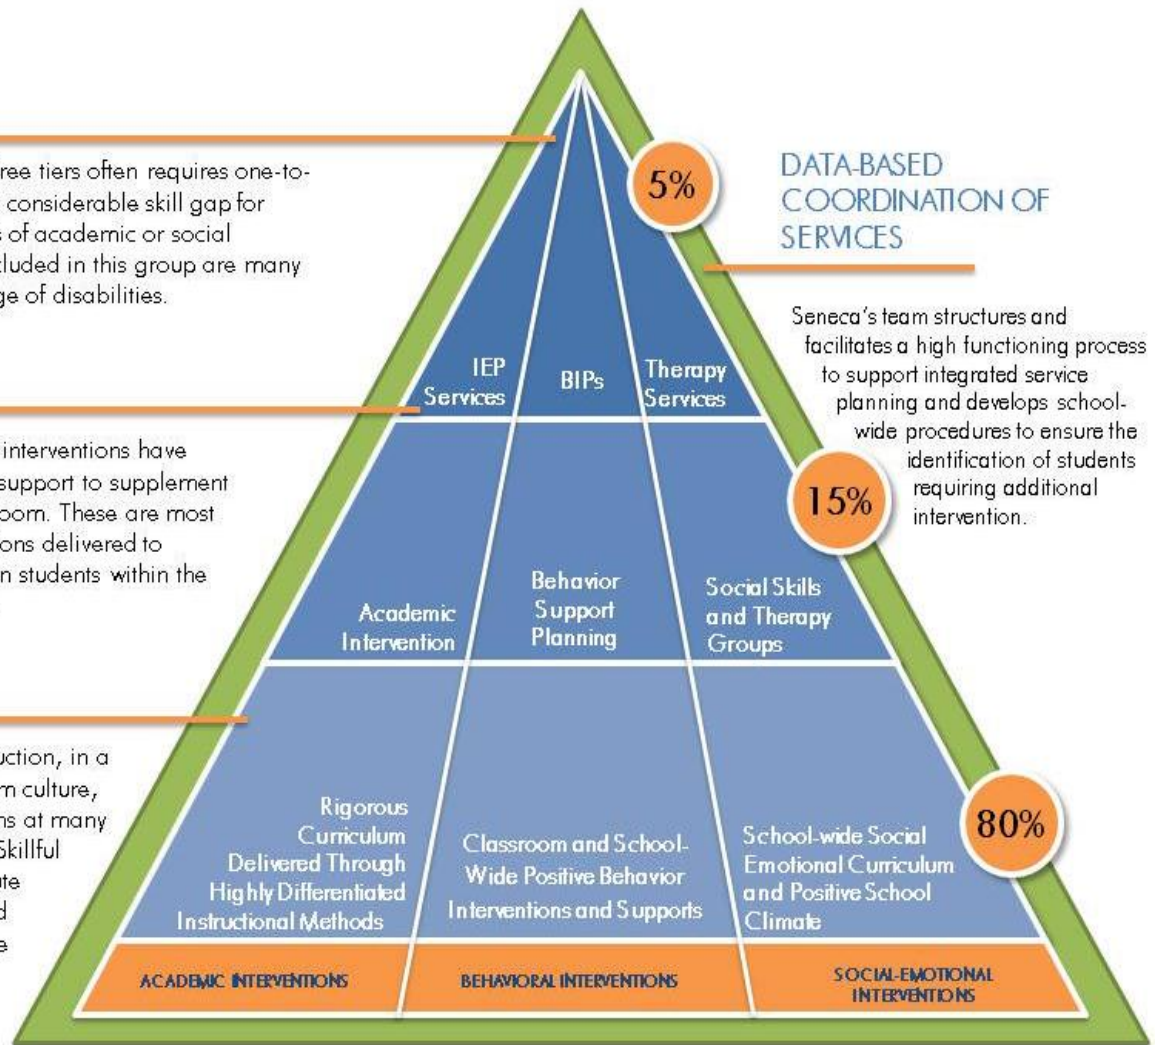 ree tiers often requires one-to-
considerable skill gap for
s of academic or social
cluded in this group are many
ge of disabilities.
interventions have
support to supplement
oom. These are most
ons delivered to
n students within the
uction, in a
m culture,
ns at many
Skillful
ute
d
e
5%
DATA-BASED
COORDINATION OF
SERVICES
Seneca's team structures and
facilitates a high functioning process
to support integrated service
planning and develops school-
wide procedures to ensure the
identification of students
requiring additional
intervention.
IEP
Services
BIPs
Therapy
Services
15%
Academic
Intervention
Behavior
Support
Planning
Social Skills
and Therapy
Groups
80%
Rigorous
Curriculum
Delivered Through
Highly Differentiated
Instructional Methods
Classroom and School-
Wide Positive Behavior
Interventions and Supports
School-wide Social
Emotional Curriculum
and Positive School
Climate
ACADEMIC INTERVENTIONS
BEHAVIORAL INTERVENTIONS
SOCIAL-EMOTIONAL
INTERVENTIONS